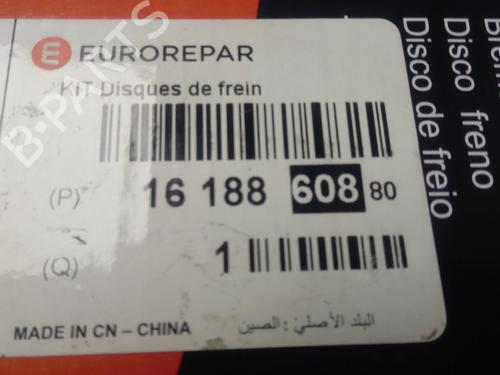 EUROREPAR
KIT Disques de frein
(P) 16 188 608 80
(Q) 1
MADE IN CN – CHINA
البلد الأصلي : الصين
Disco freno
Disco de freio
B-PARTS